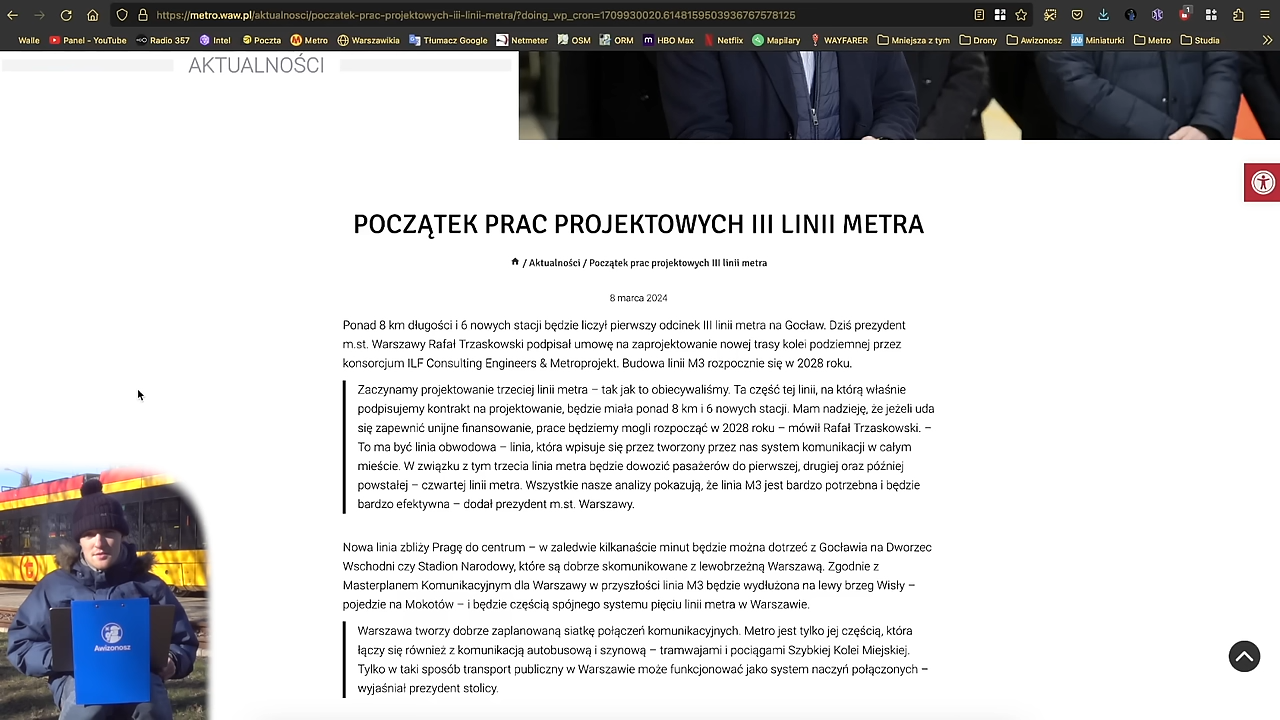 https://metro.waw.pl/aktualnosci/poczatek-prac-projektowych-iii-linii-metra/?doing_wp_cron=1709930020.6148159503936767578125
Walle Panel - YouTube Radio 357 Intel Poczta Metro Warszawikia Tłumacz Google Netmeter OSM ORM HBO Max Netflix Mapilary WAYFARER Mniejsza z tym Drony Awizonosz Miniaturki Metro Studia
AKTUALNOŚCI
POCZĄTEK PRAC PROJEKTOWYCH III LINII METRA
/ Aktualności / Początek prac projektowych III linii metra
8 marca 2024
Ponad 8 km długości i 6 nowych stacji będzie liczył pierwszy odcinek III linii metra na Gocław. Dziś prezydent
m.st. Warszawy Rafał Trzaskowski podpisał umowę na zaprojektowanie nowej trasy kolei podziemnej przez
konsorcjum ILF Consulting Engineers & Metroprojekt. Budowa linii M3 rozpocznie się w 2028 roku.
Zaczynamy projektowanie trzeciej linii metra – tak jak to obiecywaliśmy. Ta część tej linii, na którą właśnie
podpisujemy kontrakt na projektowanie, będzie miała ponad 8 km i 6 nowych stacji. Mam nadzieję, że jeżeli uda
się zapewnić unijne finansowanie, prace będziemy mogli rozpocząć w 2028 roku – mówił Rafał Trzaskowski. –
To ma być linia obwodowa – linia, która wpisuje się przez tworzony przez nas system komunikacji w całym
mieście. W związku z tym trzecia linia metra będzie dowozić pasażerów do pierwszej, drugiej oraz później
powstałej – czwartej linii metra. Wszystkie nasze analizy pokazują, że linia M3 jest bardzo potrzebna i będzie
bardzo efektywna – dodał prezydent m.st. Warszawy.
Nowa linia zbliży Pragę do centrum – w zaledwie kilkanaście minut będzie można dotrzeć z Gocławia na Dworzec
Wschodni czy Stadion Narodowy, które są dobrze skomunikowane z lewobrzeżną Warszawą. Zgodnie z
Masterplanem Komunikacyjnym dla Warszawy w przyszłości linia M3 będzie wydłużona na lewy brzeg Wisły –
pojedzie na Mokotów – i będzie częścią spójnego systemu pięciu linii metra w Warszawie.
Warszawa tworzy dobrze zaplanowaną siatkę połączeń komunikacyjnych. Metro jest tylko jej częścią, która
łączy się również z komunikacją autobusową i szynową – tramwajami i pociągami Szybkiej Kolei Miejskiej.
Tylko w taki sposób transport publiczny w Warszawie może funkcjonować jako system naczyń połączonych –
wyjaśniał prezydent stolicy.
Awizonosz